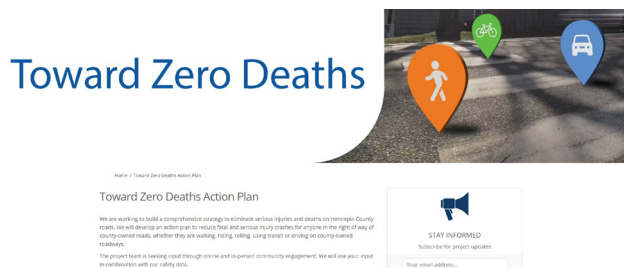 Toward Zero Deaths
Home / Toward Zero Deaths Action Plan
Toward Zero Deaths Action Plan
We are working to build a comprehensive strategy to eliminate serious injuries and deaths on Hennepin County
roads. We will develop an action plan to reduce fatal and serious injury crashes for anyone in the right of way of
county-owned roads, whether they are walking, riding, rolling, using transit or driving on county-owned
roadways.
The project team is seeking input through online and in-person community engagement. We will use your input
in combination with our safety data.
STAY INFORMED
Subscribe for project updates
Your email address...